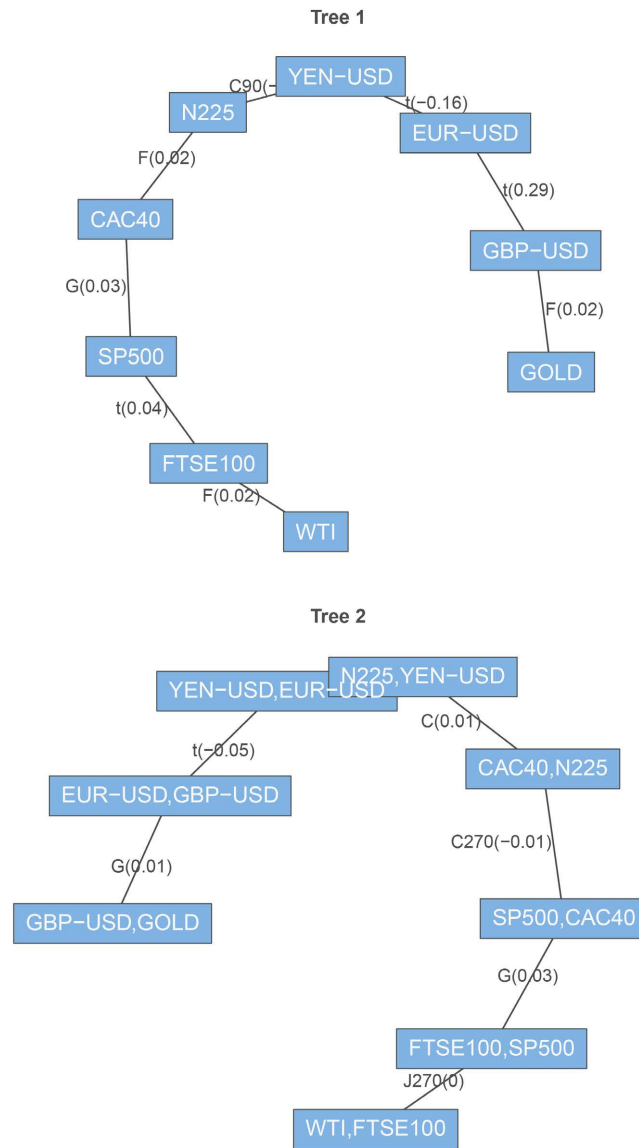 Tree 1
YEN−USD
C90(−
t(−0.16)
N225
EUR−USD
F(0.02)
t(0.29)
CAC40
GBP−USD
G(0.03)
F(0.02)
SP500
GOLD
t(0.04)
FTSE100
F(0.02)
WTI
Tree 2
N225,YEN−USD
YEN−USD,EUR−USD
C(0.01)
t(−0.05)
CAC40,N225
EUR−USD,GBP−USD
C270(−0.01)
G(0.01)
SP500,CAC40
GBP−USD,GOLD
G(0.03)
FTSE100,SP500
J270(0)
WTI,FTSE100